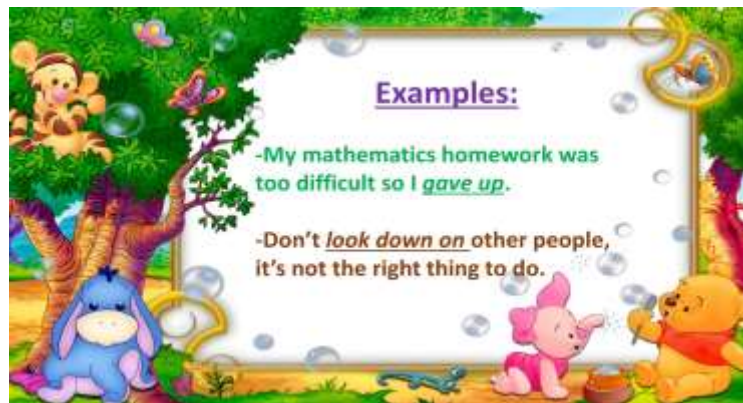 Examples:
-My mathematics homework was
too difficult so I gave up.
-Don't look down on other people,
it's not the right thing to do.